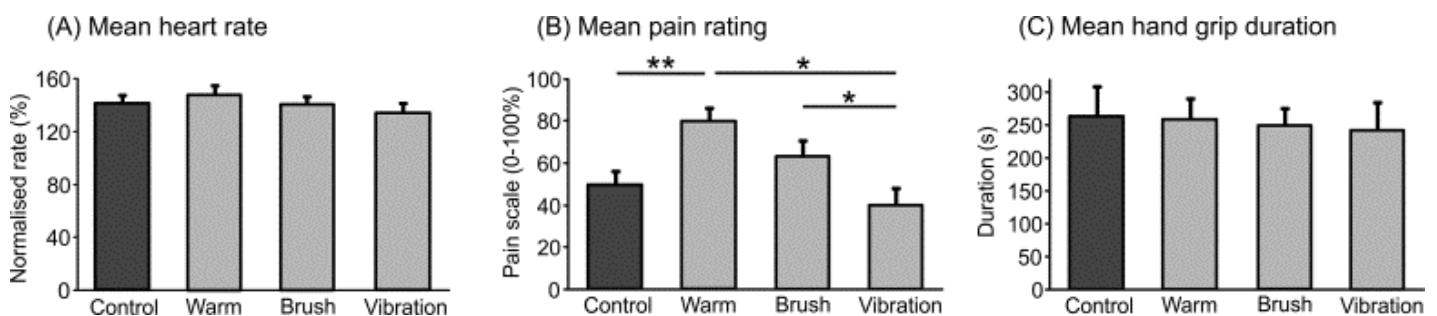 (A) Mean heart rate
Normalised rate (%)
160
120
80
40
0
Control Warm Brush Vibration
(B) Mean pain rating
Pain scale (0-100%)
100
80
60
40
20
0
** *
*
Control Warm Brush Vibration
(C) Mean hand grip duration
Duration (s)
300
250
200
150
100
50
0
Control Warm Brush Vibration